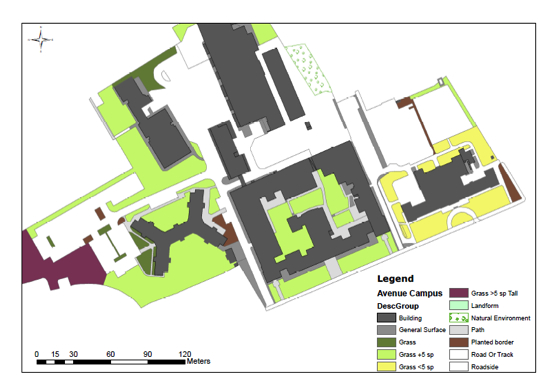 Legend
Avenue Campus
DescGroup
Building
General Surface
Grass
Grass +5 sp
Grass <5 sp
Grass >5 sp Tall
Landform
Natural Environment
Path
Planted border
Road Or Track
Roadside
0 15 30 60 90 120
Meters